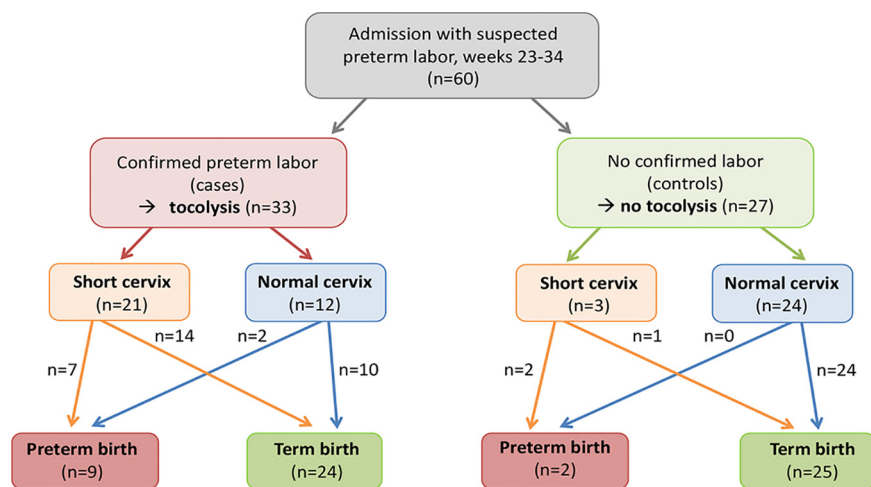 Admission with suspected
preterm labor, weeks 23-34
(n=60)
Confirmed preterm labor
(cases)
→ tocolysis (n=33)
No confirmed labor
(controls)
→ no tocolysis (n=27)
Short cervix
(n=21)
Normal cervix
(n=12)
Short cervix
(n=3)
Normal cervix
(n=24)
n=14
n=2
n=1
n=0
n=7
n=10
n=2
n=24
Preterm birth
(n=9)
Term birth
(n=24)
Preterm birth
(n=2)
Term birth
(n=25)